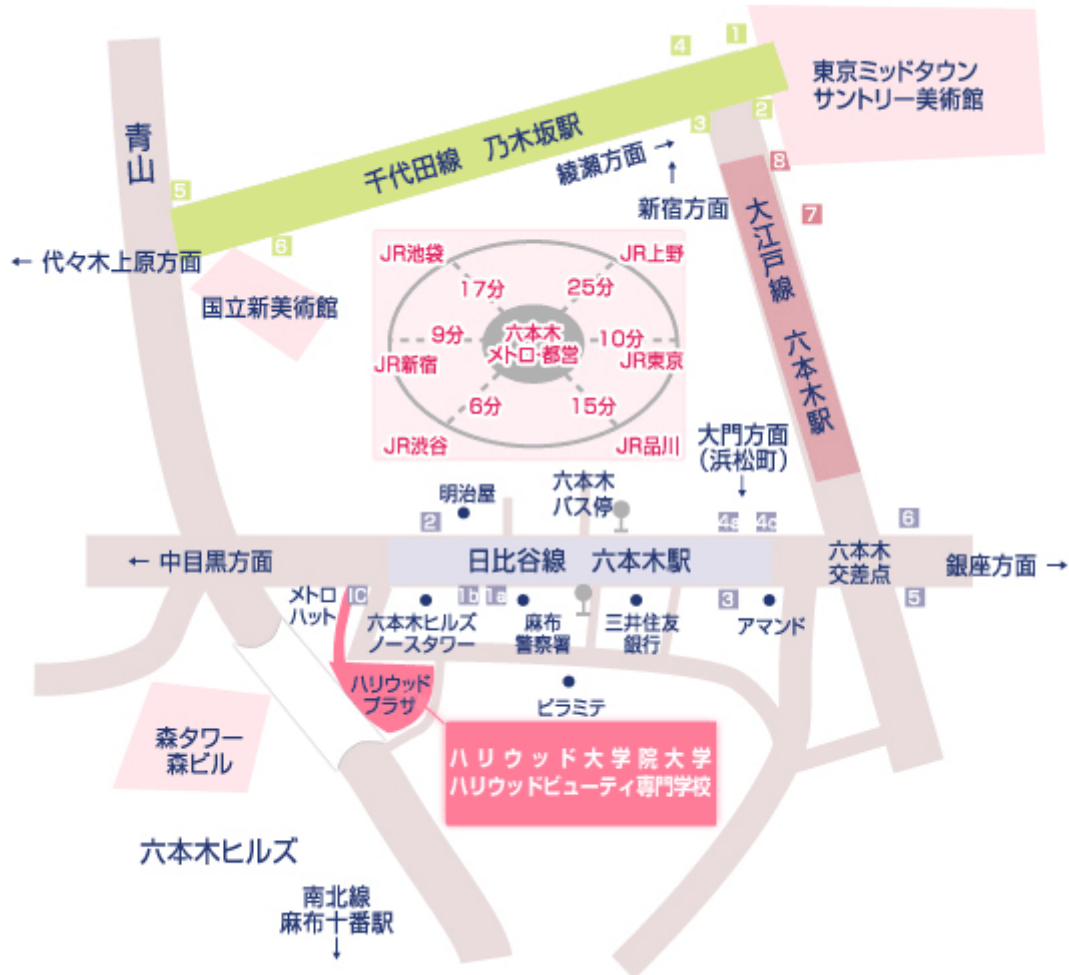 4
1
東京ミッドタウン
サントリー美術館
青山
千代田線 乃木坂駅
3
2
綾瀬方面 →
↑
新宿方面
8
7
5
6
大江戸線 六本木駅
← 代々木上原方面
国立新美術館
JR池袋
JR上野
17分
25分
9分
六本木
メトロ・都営
10分
JR新宿
JR東京
6分
15分
JR渋谷
JR品川
大門方面
(浜松町)
↓
明治屋
六本木
バス停
2
4a
4c
6
← 中目黒方面
日比谷線 六本木駅
六本木
交差点
銀座方面 →
メトロ
ハット
1C
1b
1a
3
5
六本木ヒルズ
ノースタワー
麻布
警察署
三井住友
銀行
アマンド
ハリウッド
プラザ
ピラミデ
森タワー
森ビル
ハリウッド大学院大学
ハリウッドビューティ専門学校
六本木ヒルズ
南北線
麻布十番駅
↓